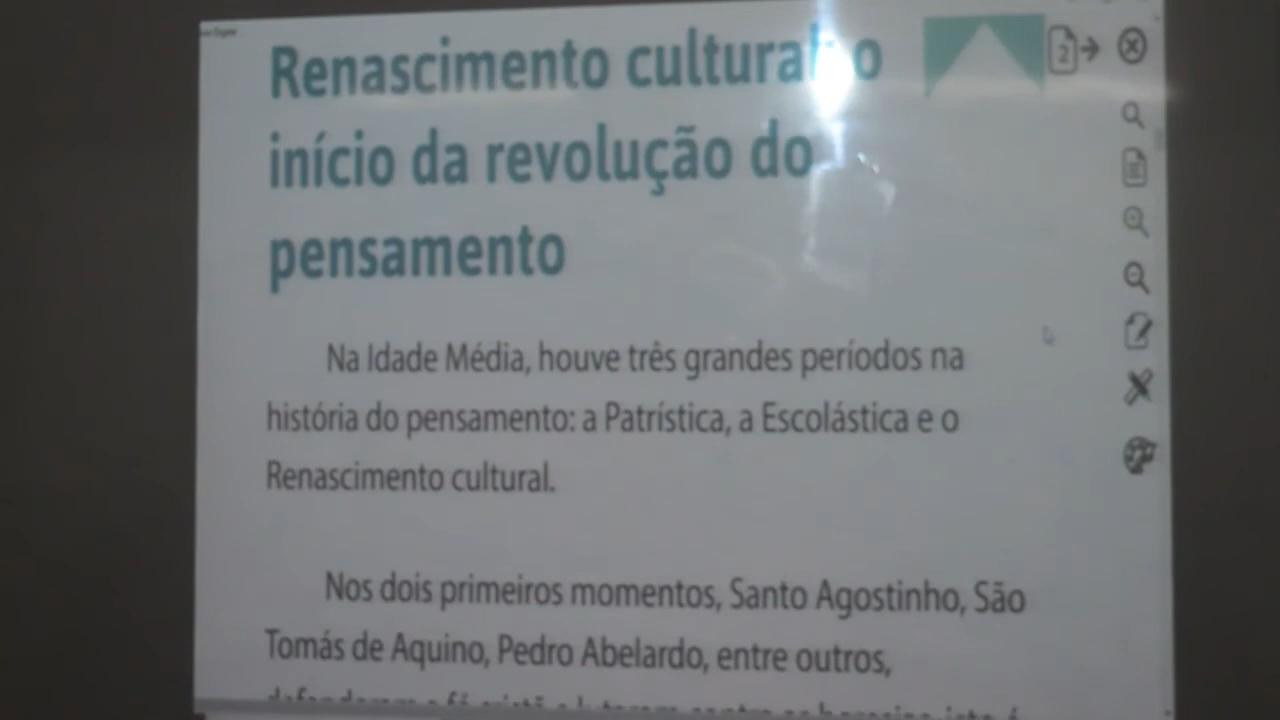 Renascimento cultural: o
início da revolução do
pensamento
2
Na Idade Média, houve três grandes períodos na
história do pensamento: a Patrística, a Escolástica e o
Renascimento cultural.
Nos dois primeiros momentos, Santo Agostinho, São
Tomás de Aquino, Pedro Abelardo, entre outros,